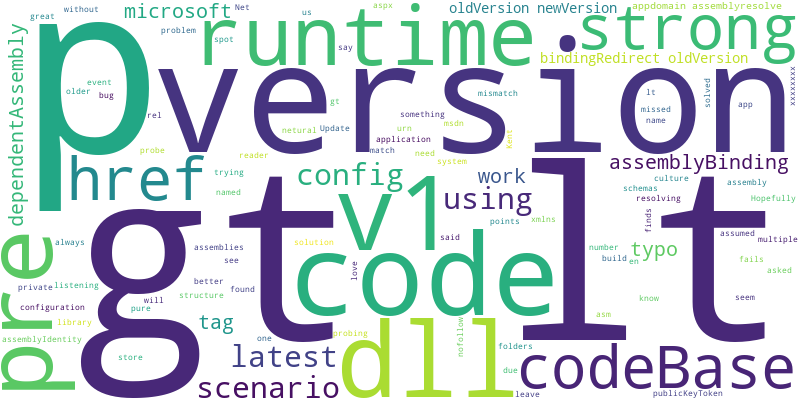 microsoft
great
without
Net
aspx
us
oldVersion newVersion
appdomain assemblyresolve
problem
spot
say
runtime
strong
bindingRedirect oldVersion
dependentAssembly
p
version
event
older
bug
rel
gt
mismatch
lt
missed
name
solved
app
xxxxxxxx
something
netural
Update
urn
msdn
application
match
need
system
Kent
probe
reader
href
trying
named
config
work
using
assemblyBinding
schemas
culture
assembly
resolving
Hopefully
v1
points
xmlns
said
finds
assumed
multiple
gt
lt
code
pre
always
listening
assemblies
see
solution
love
number
build
en
typo
fails
asked
private
will
better
found
structure
configuration
pure
know
seem
library
tag
asm
assemblyIdentity
store
one
latest
probing
dll
nofollow
folders
due
codeBase
scenario
leave
publicKeyToken